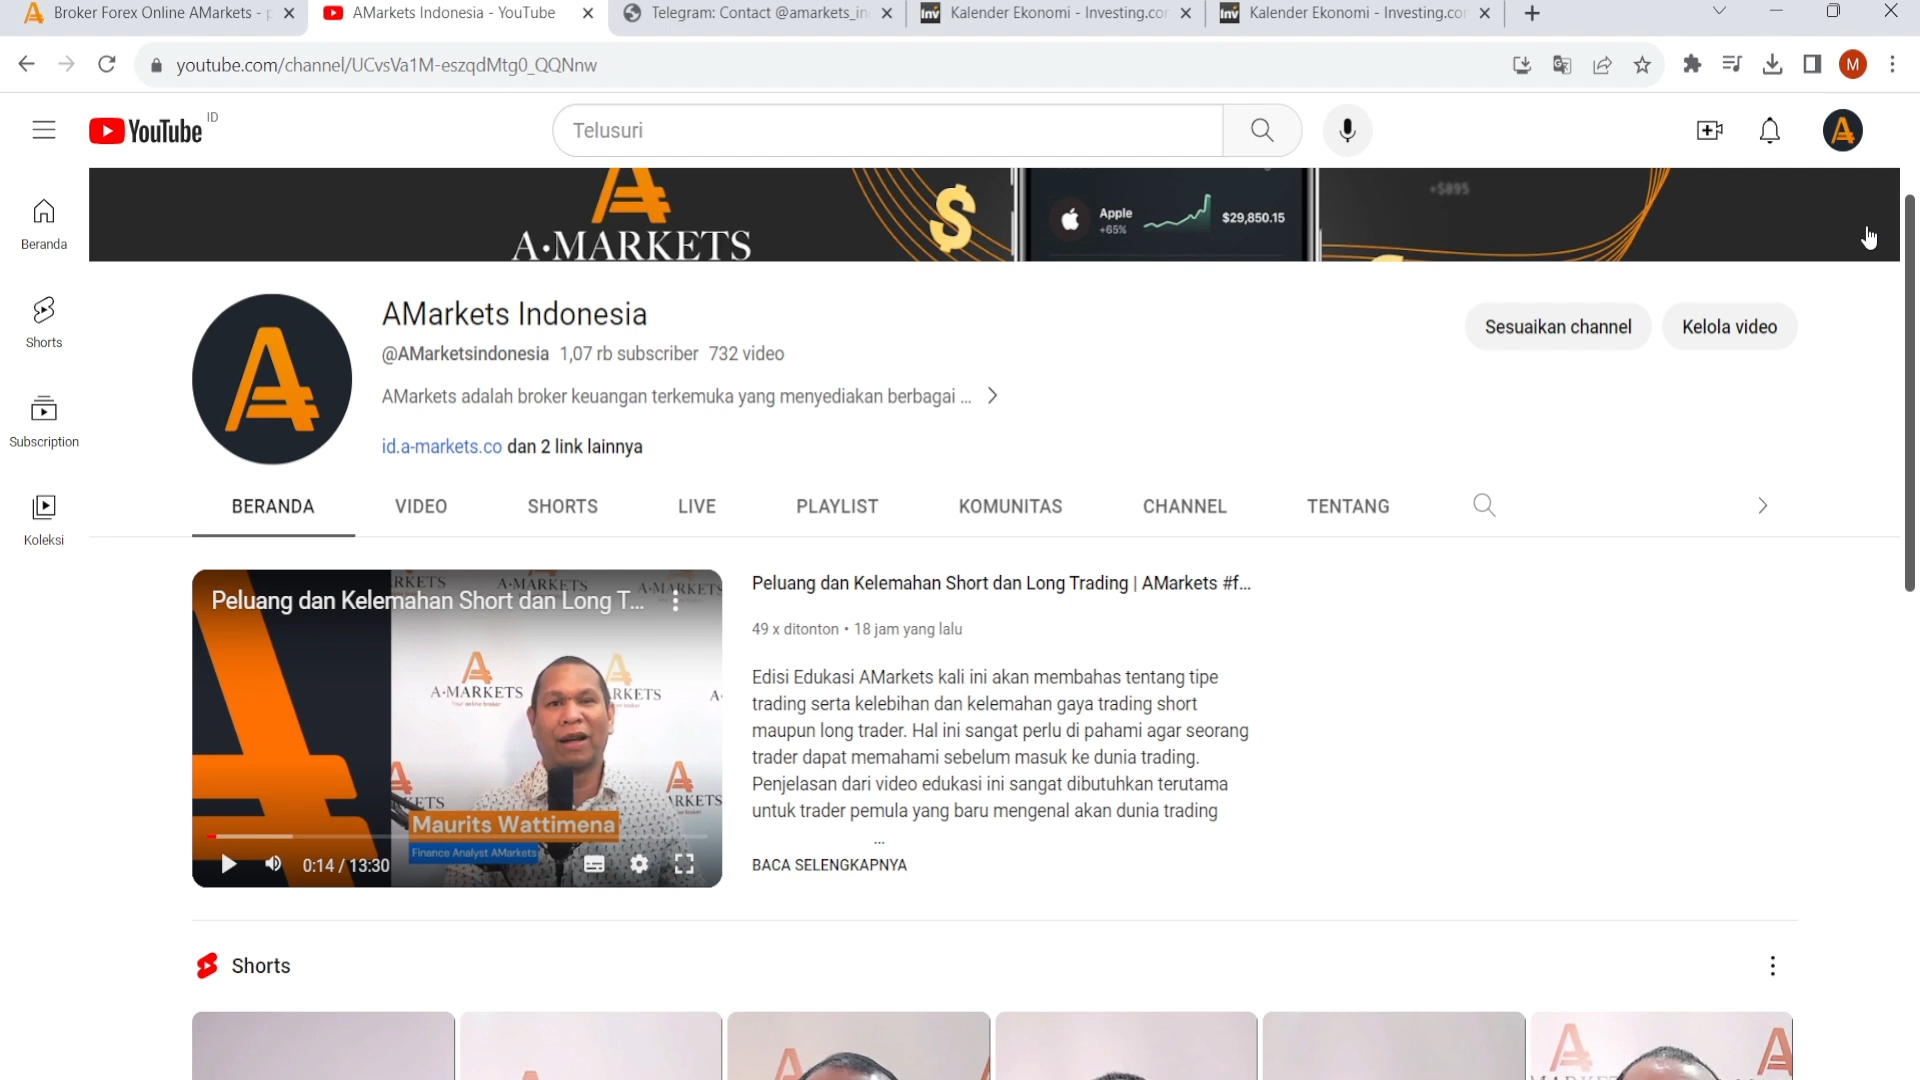 Broker Forex Online AMarkets -
AMarkets Indonesia - YouTube
Telegram: Contact @amarkets_in
Kalender Ekonomi - Investing.com
Kalender Ekonomi - Investing.com
youtube.com/channel/UCvsVa1M-eszqdMtg0_QQNnw
M
YouTube ID
Telusuri
Beranda
Shorts
Subscription
Koleksi
A·MARKETS
Apple
+65%
$29,850.15
+$895
AMarkets Indonesia
@AMarketsindonesia 1,07 rb subscriber 732 video
AMarkets adalah broker keuangan terkemuka yang menyediakan berbagai ...
id.a-markets.co dan 2 link lainnya
Sesuaikan channel
Kelola video
BERANDA
VIDEO
SHORTS
LIVE
PLAYLIST
KOMUNITAS
CHANNEL
TENTANG
Peluang dan Kelemahan Short dan Long T...
A·MARKETS
Maurits Wattimena
Finance Analyst AMarkets
0:14 / 13:30
Peluang dan Kelemahan Short dan Long Trading | AMarkets #f...
49 x ditonton • 18 jam yang lalu
Edisi Edukasi AMarkets kali ini akan membahas tentang tipe
trading serta kelebihan dan kelemahan gaya trading short
maupun long trader. Hal ini sangat perlu di pahami agar seorang
trader dapat memahami sebelum masuk ke dunia trading.
Penjelasan dari video edukasi ini sangat dibutuhkan terutama
untuk trader pemula yang baru mengenal akan dunia trading
...
BACA SELENGKAPNYA
Shorts